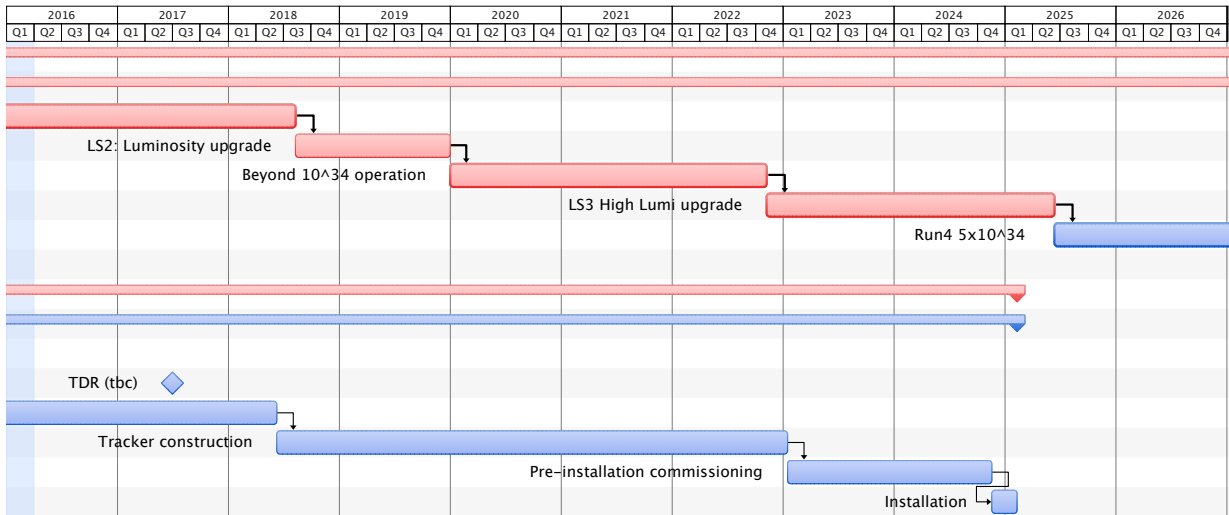 2016 2017 2018 2019 2020 2021 2022 2023 2024 2025 2026
Q1 Q2 Q3 Q4 Q1 Q2 Q3 Q4 Q1 Q2 Q3 Q4 Q1 Q2 Q3 Q4 Q1 Q2 Q3 Q4 Q1 Q2 Q3 Q4 Q1 Q2 Q3 Q4 Q1 Q2 Q3 Q4 Q1 Q2 Q3 Q4 Q1 Q2 Q3 Q4 Q1 Q2 Q3 Q4
LS2: Luminosity upgrade
Beyond 10^34 operation
LS3 High Lumi upgrade
Run4 5x10^34
TDR (tbc)
Tracker construction
Pre-installation commissioning
Installation